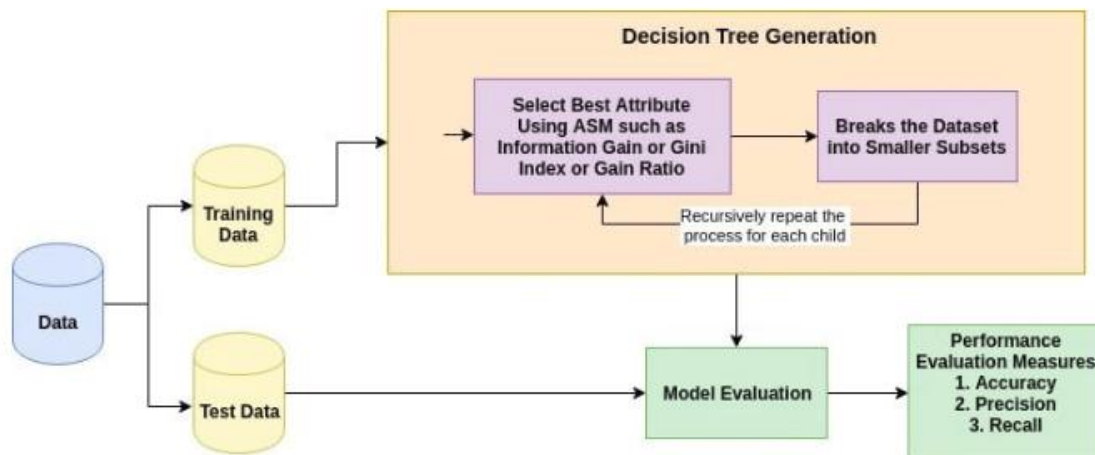 Decision Tree Generation
Select Best Attribute
Using ASM such as
Information Gain or Gini
Index or Gain Ratio
Breaks the Dataset
into Smaller Subsets
Recursively repeat the
process for each child
Training
Data
Data
Test Data
Model Evaluation
Performance
Evaluation Measures
1. Accuracy
2. Precision
3. Recall